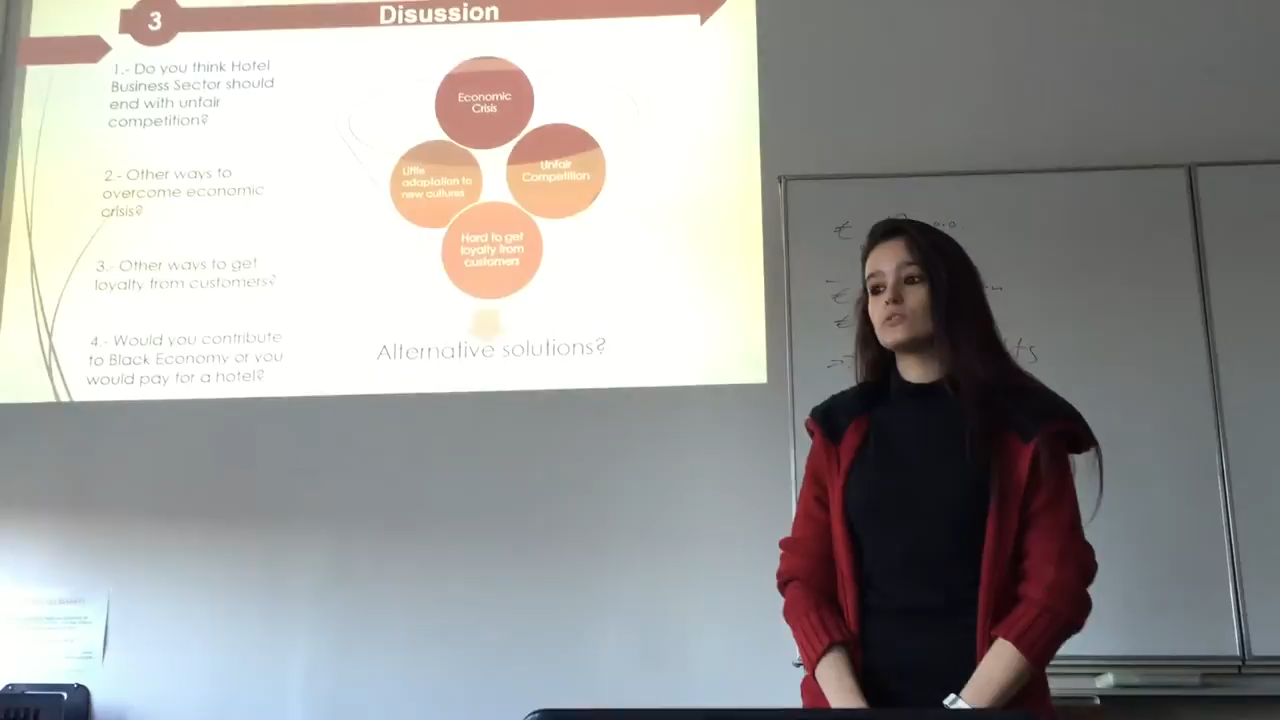 3
Disussion
1.- Do you think Hotel
Business Sector should
end with unfair
competition?
2.- Other ways to
overcome economic
crisis?
3.- Other ways to get
loyalty from customers?
4.- Would you contribute
to Black Economy or you
would pay for a hotel?
Economic
Crisis
Little
adaptation to
new cultures
Unfair
Competition
Hard to get
loyalty from
customers
Alternative solutions?